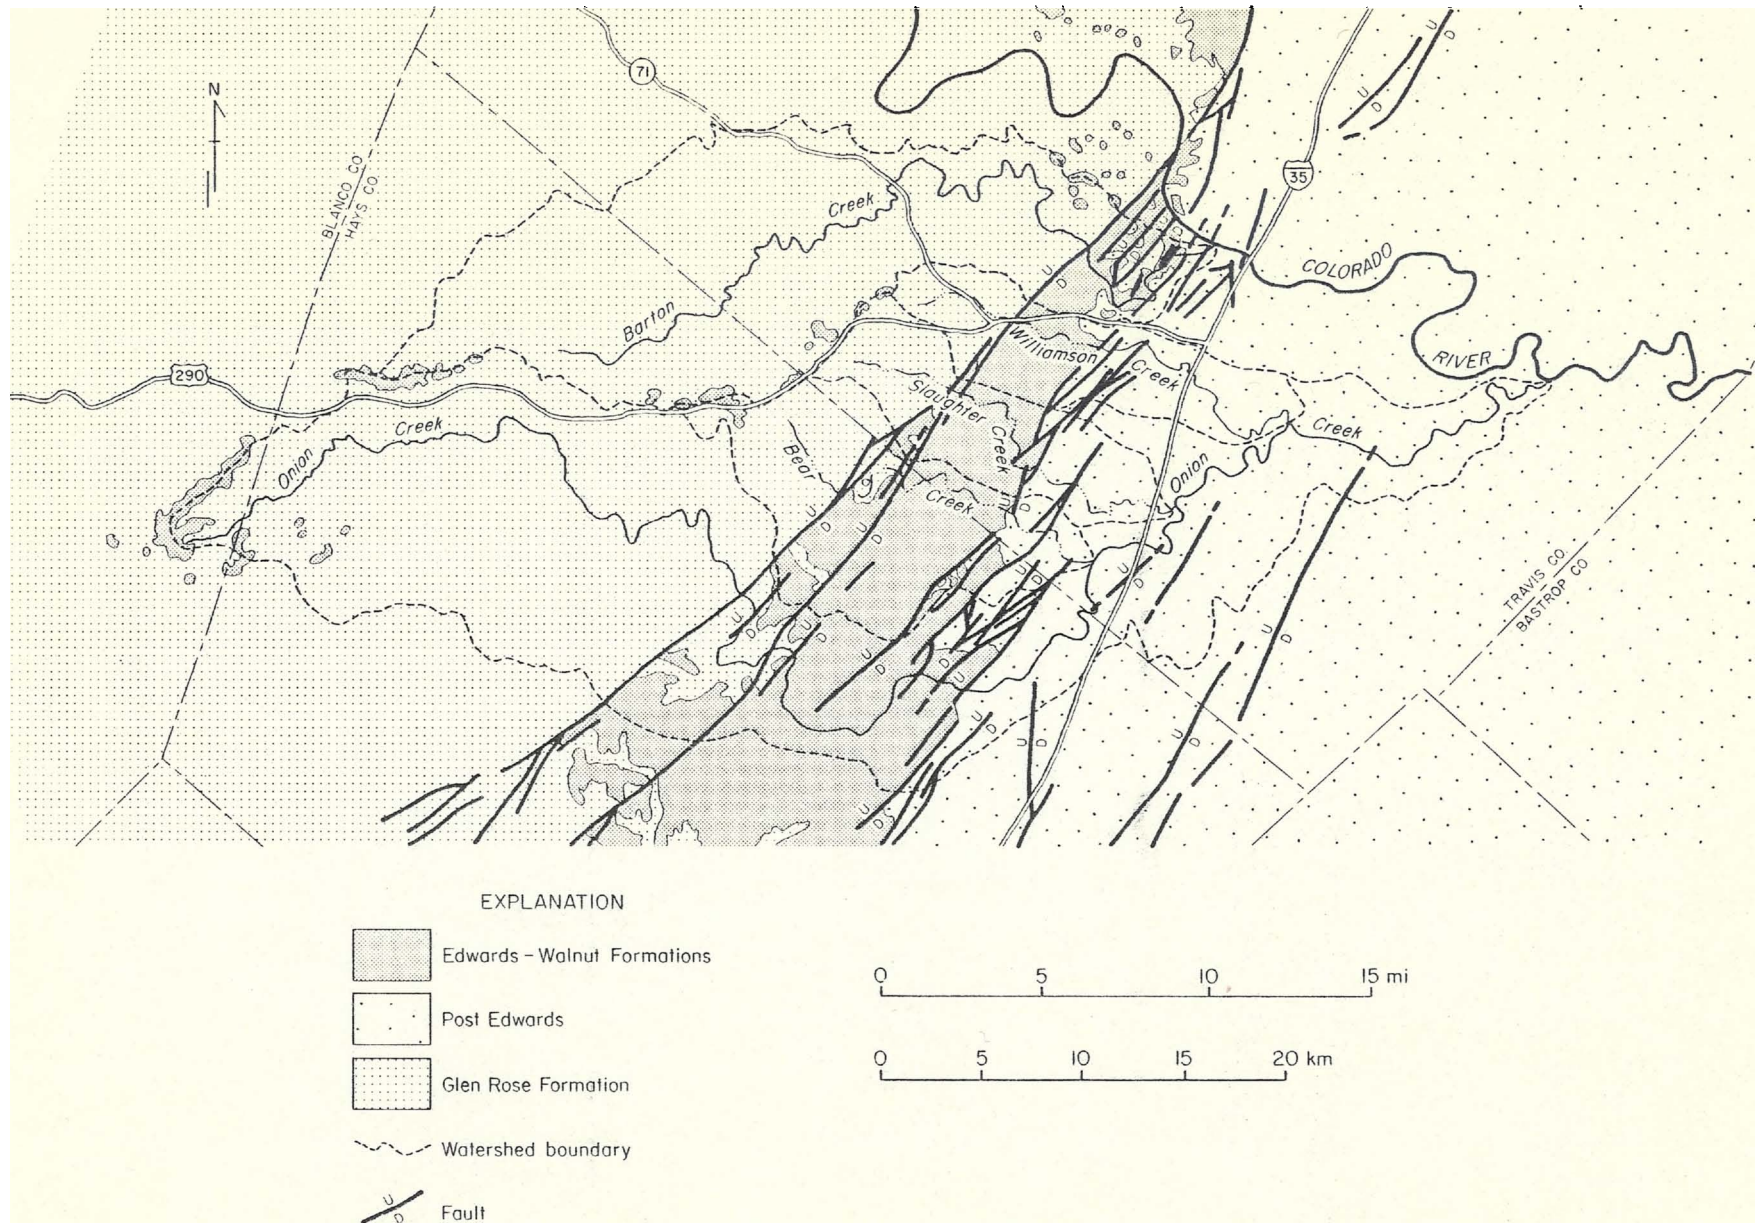 N
71
35
290
BLANCO CO
HAYS CO
Creek
Barton
COLORADO
RIVER
Williamson
Creek
Slaughter
Creek
Creek
Onion
Creek
Onion
Bear
Creek
TRAVIS CO
BASTROP CO
U
D
EXPLANATION
Edwards – Walnut Formations
Post Edwards
Glen Rose Formation
Watershed boundary
U
D
Fault
0 5 10 15 mi
0 5 10 15 20 km